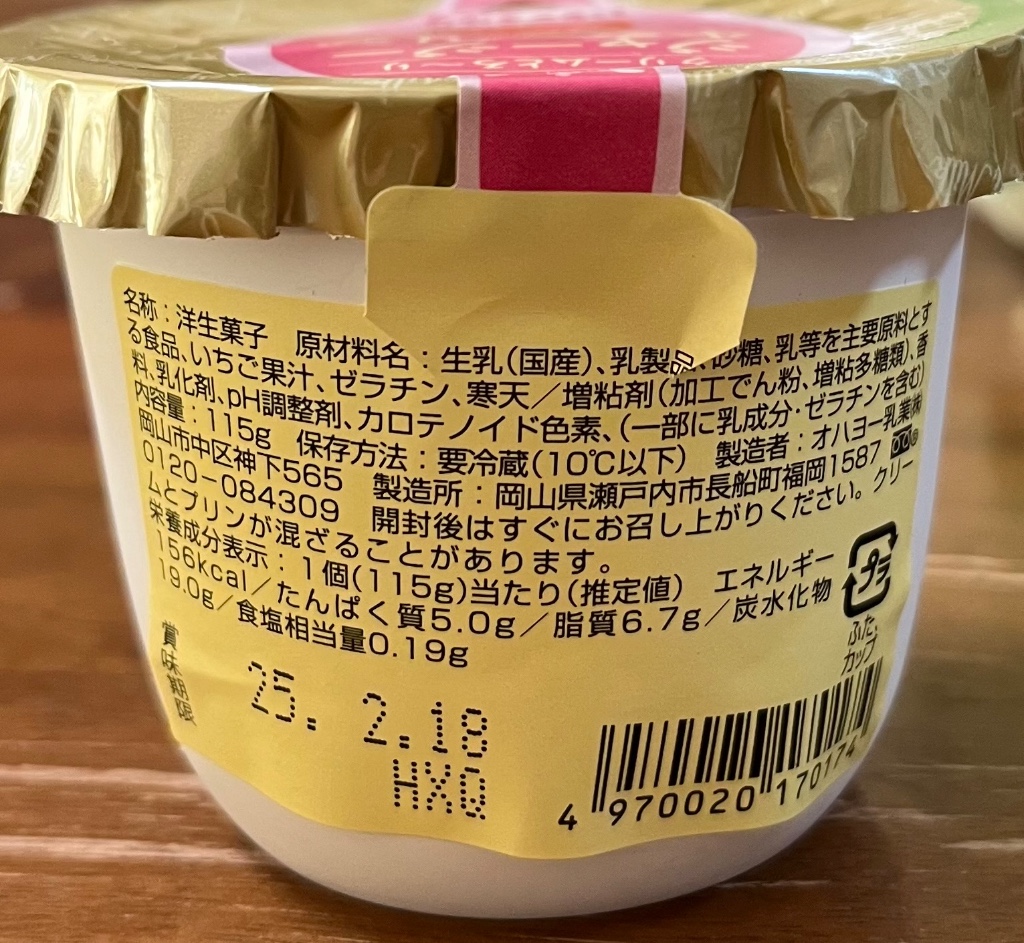 クリームとろ～り
名称：洋生菓子　原材料名：生乳(国産)、乳製品、砂糖、乳等を主要原料とす
る食品、いちご果汁、ゼラチン、寒天／増粘剤(加工でん粉、増粘多糖類)、香
料、乳化剤、pH調整剤、カロテノイド色素、(一部に乳成分・ゼラチンを含む)
内容量：115g　保存方法：要冷蔵(10℃以下)　製造者：オハヨー乳業㈱
岡山市中区神下565　製造所：岡山県瀬戸内市長船町福岡1587
0120-084309　開封後はすぐにお召し上がりください。クリー
ムとプリンが混ざることがあります。
栄養成分表示：1個(115g)当たり(推定値)　エネルギー
156kcal／たんぱく質5.0g／脂質6.7g／炭水化物
19.0g／食塩相当量0.19g
プラ
ふた、
カップ
賞味期限
25. 2.18
HXQ
4 970020 170174